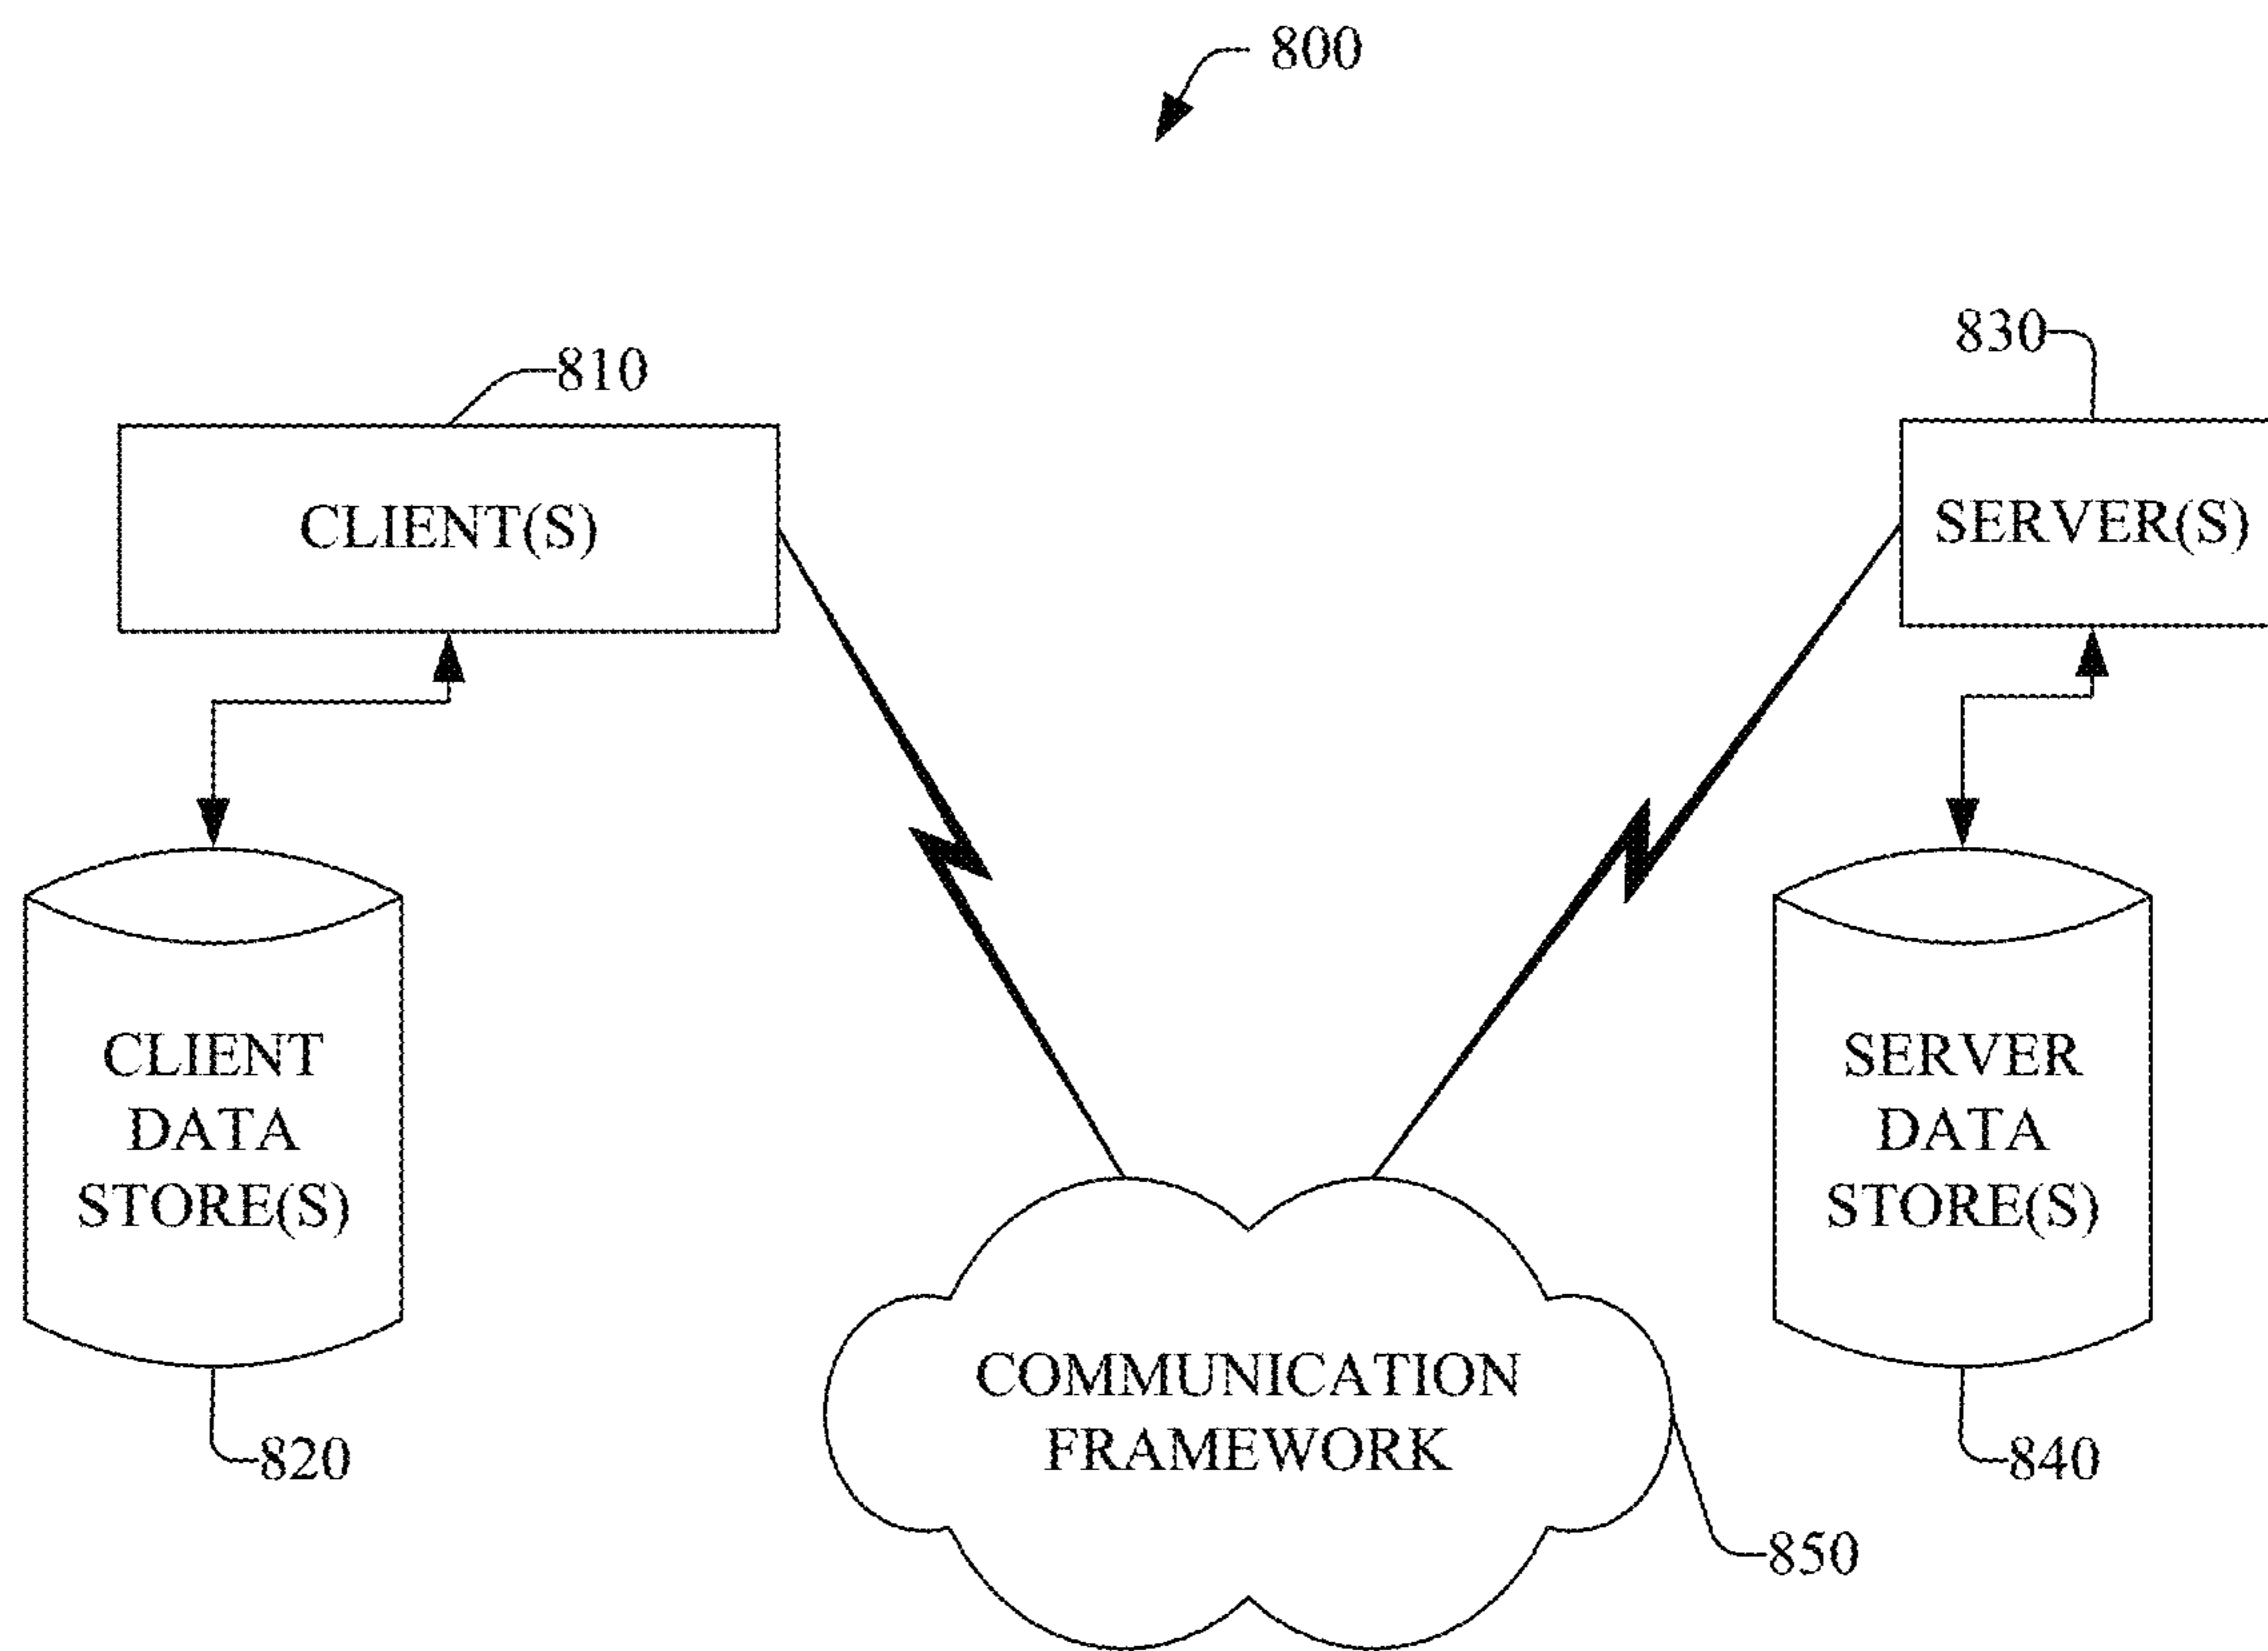 800
810
830
CLIENT(S)
SERVER(S)
CLIENT
DATA
STORE(S)
SERVER
DATA
STORE(S)
COMMUNICATION
FRAMEWORK
820
840
850